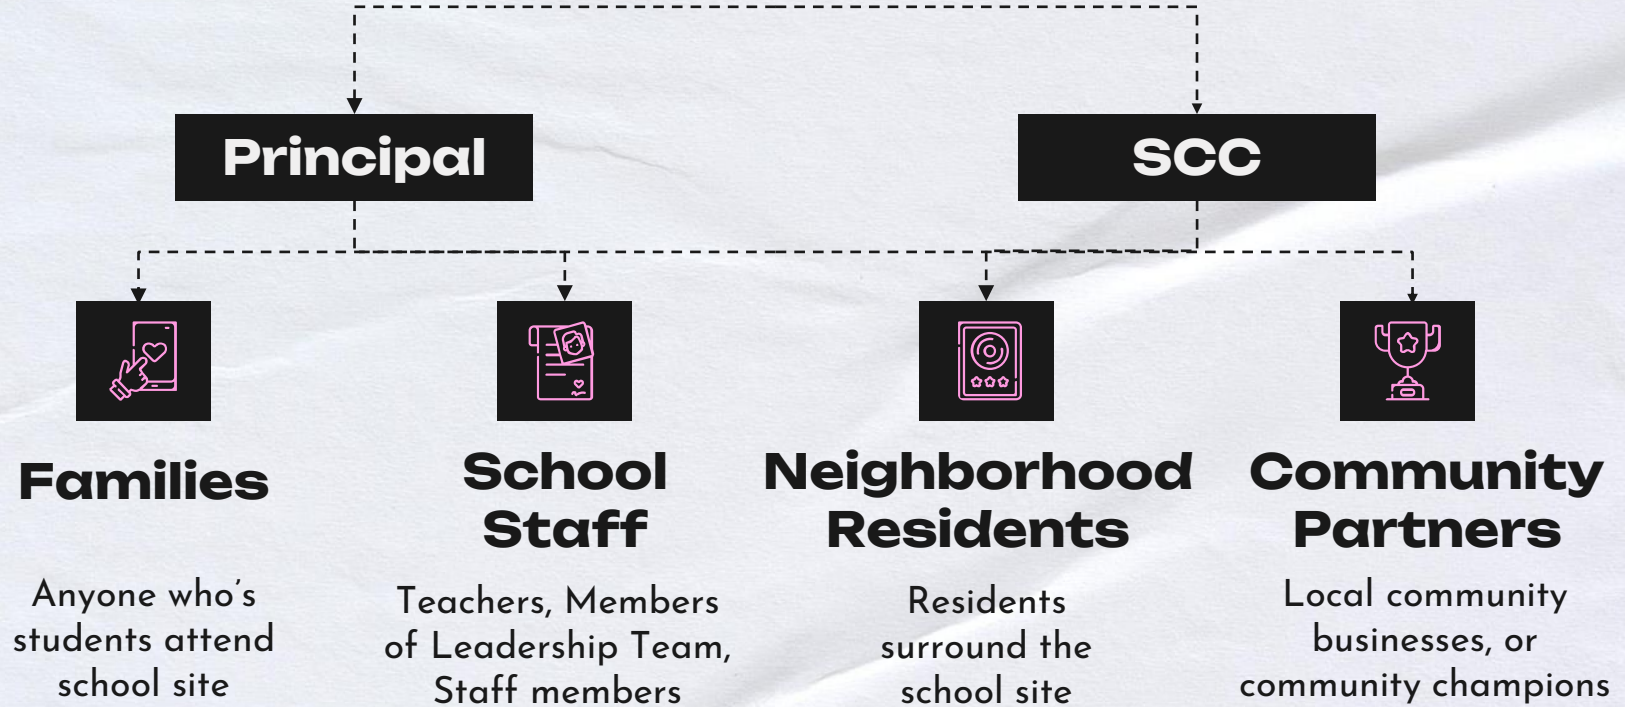 Principal
SCC
Families
School
Staff
Neighborhood
Residents
Community
Partners
Anyone who's
students attend
school site
Teachers, Members
of Leadership Team,
Staff members
Residents
surround the
school site
Local community
businesses, or
community champions